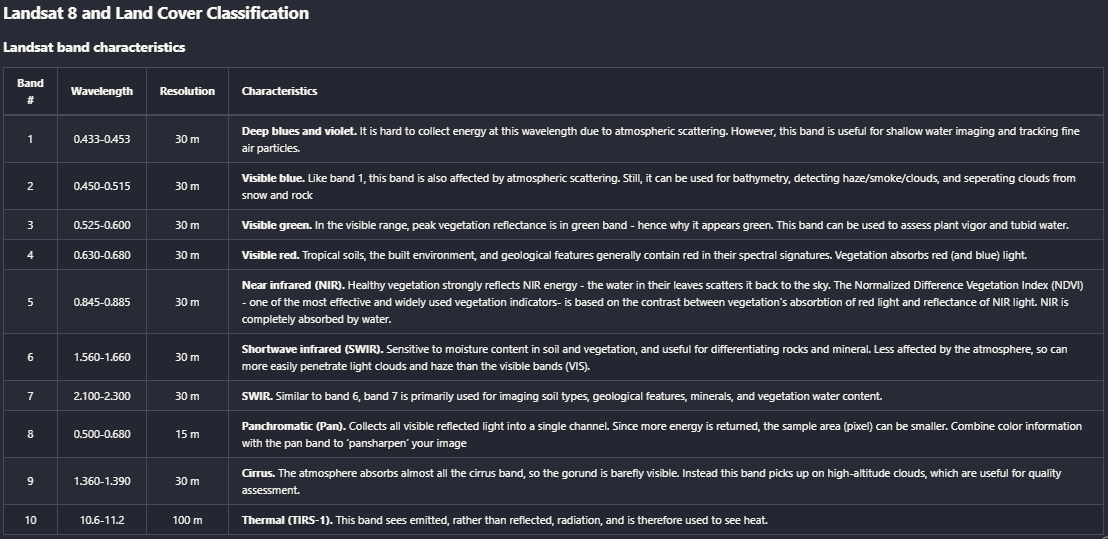 Landsat 8 and Land Cover Classification
Landsat band characteristics
Band
#
Wavelength
Resolution
Characteristics
1
0.433-0.453
30 m
Deep blues and violet. It is hard to collect energy at this wavelength due to atmospheric scattering. However, this band is useful for shallow water imaging and tracking fine
air particles.
2
0.450-0.515
30 m
Visible blue. Like band 1, this band is also affected by atmospheric scattering. Still, it can be used for bathymetry, detecting haze/smoke/clouds, and seperating clouds from
snow and rock
3
0.525-0.600
30 m
Visible green. In the visible range, peak vegetation reflectance is in green band - hence why it appears green. This band can be used to assess plant vigor and tubid water.
4
0.630-0.680
30 m
Visible red. Tropical soils, the built environment, and geological features generally contain red in their spectral signatures. Vegetation absorbs red (and blue) light.
5
0.845-0.885
30 m
Near infrared (NIR). Healthy vegetation strongly reflects NIR energy - the water in their leaves scatters it back to the sky. The Normalized Difference Vegetation Index (NDVI)
- one of the most effective and widely used vegetation indicators- is based on the contrast between vegetation's absorbtion of red light and reflectance of NIR light. NIR is
completely absorbed by water.
6
1.560-1.660
30 m
Shortwave infrared (SWIR). Sensitive to moisture content in soil and vegetation, and useful for differentiating rocks and mineral. Less affected by the atmosphere, so can
more easily penetrate light clouds and haze than the visible bands (VIS).
7
2.100-2.300
30 m
SWIR. Similar to band 6, band 7 is primarily used for imaging soil types, geological features, minerals, and vegetation water content.
8
0.500-0.680
15 m
Panchromatic (Pan). Collects all visible reflected light into a single channel. Since more energy is returned, the sample area (pixel) can be smaller. Combine color information
with the pan band to 'pansharpen' your image
9
1.360-1.390
30 m
Cirrus. The atmosphere absorbs almost all the cirrus band, so the gorund is barefly visible. Instead this band picks up on high-altitude clouds, which are useful for quality
assessment.
10
10.6-11.2
100 m
Thermal (TIRS-1). This band sees emitted, rather than reflected, radiation, and is therefore used to see heat.